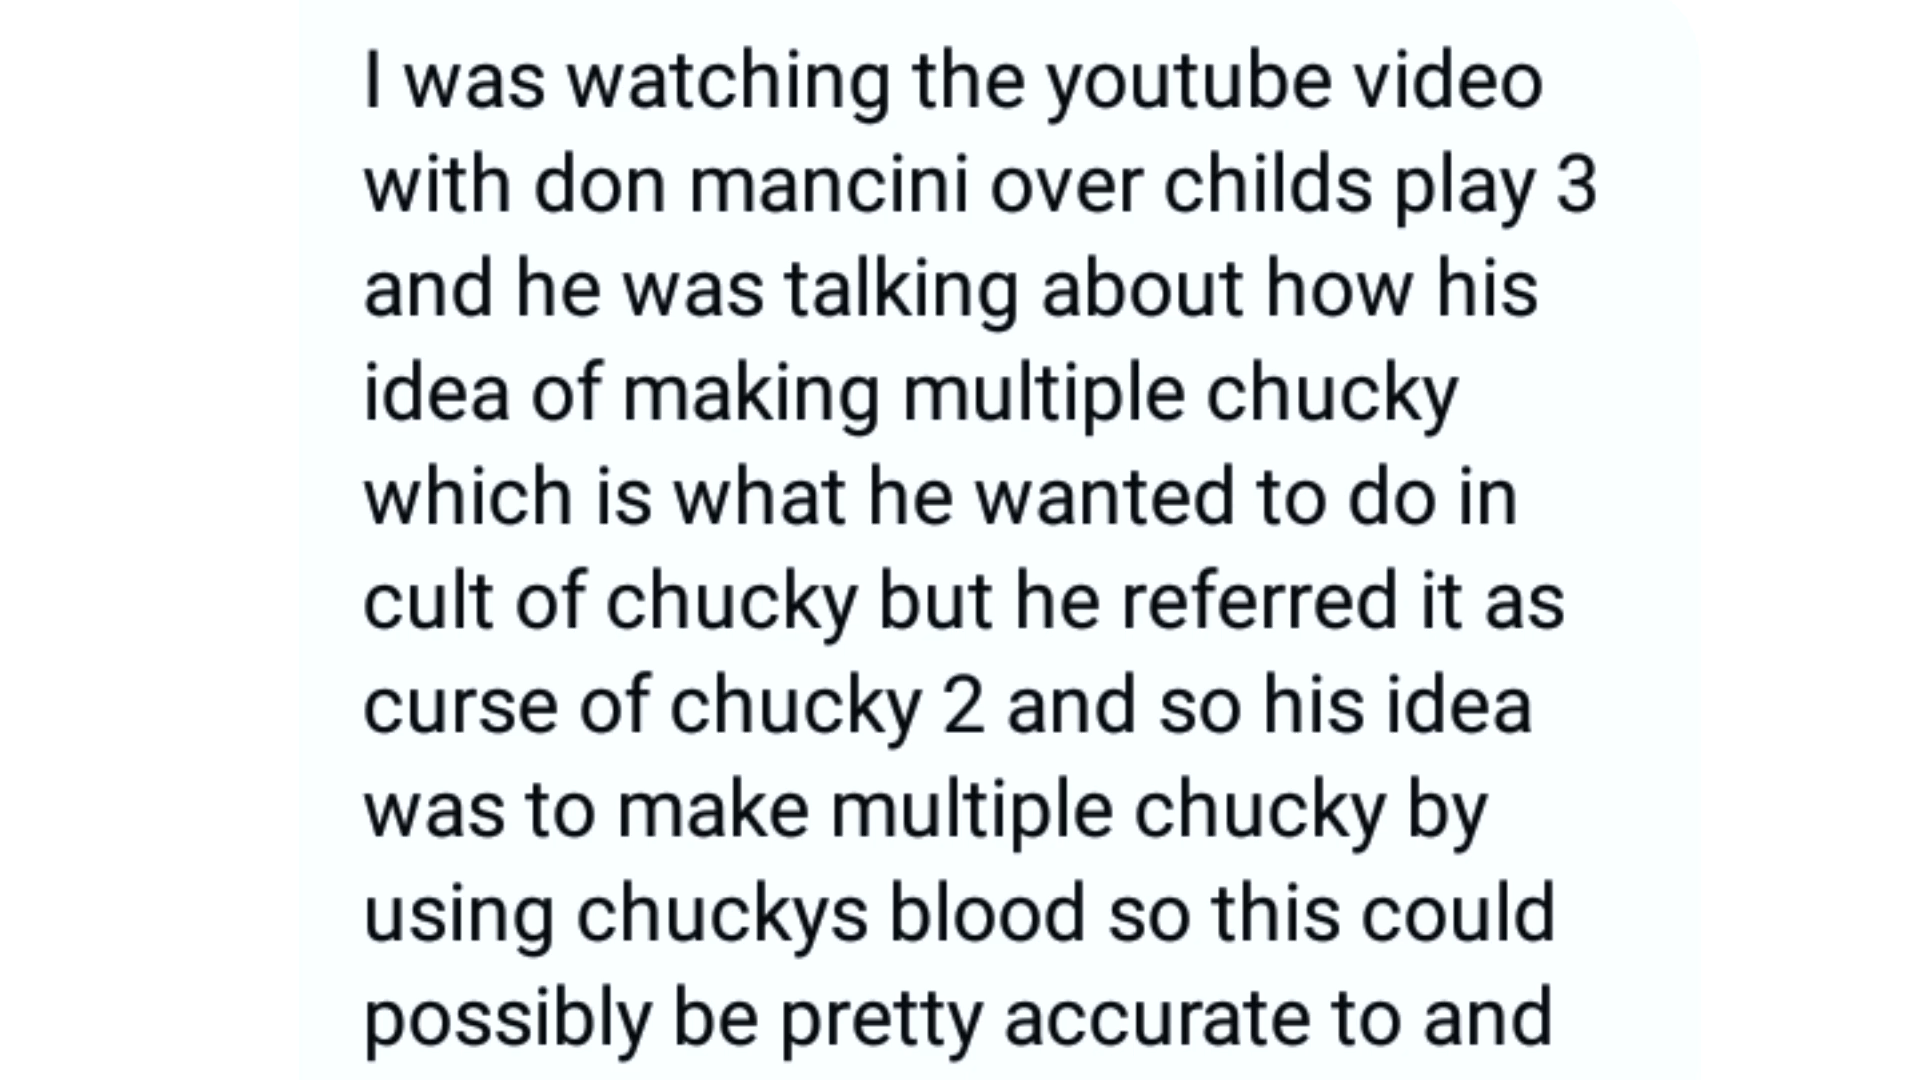 I was watching the youtube video
with don mancini over childs play 3
and he was talking about how his
idea of making multiple chucky
which is what he wanted to do in
cult of chucky but he referred it as
curse of chucky 2 and so his idea
was to make multiple chucky by
using chuckys blood so this could
possibly be pretty accurate to and